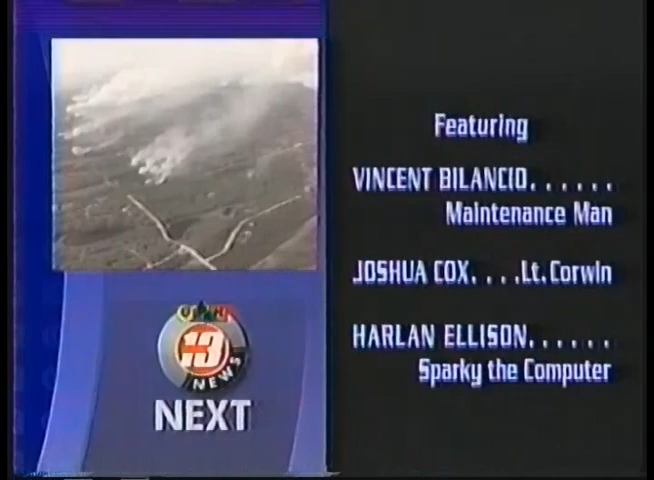 Featuring
VINCENT BILANCIO. . . . . .
Maintenance Man
JOSHUA COX. . . .Lt. Corwin
HARLAN ELLISON. . . . . .
Sparky the Computer
13
NEWS
NEXT